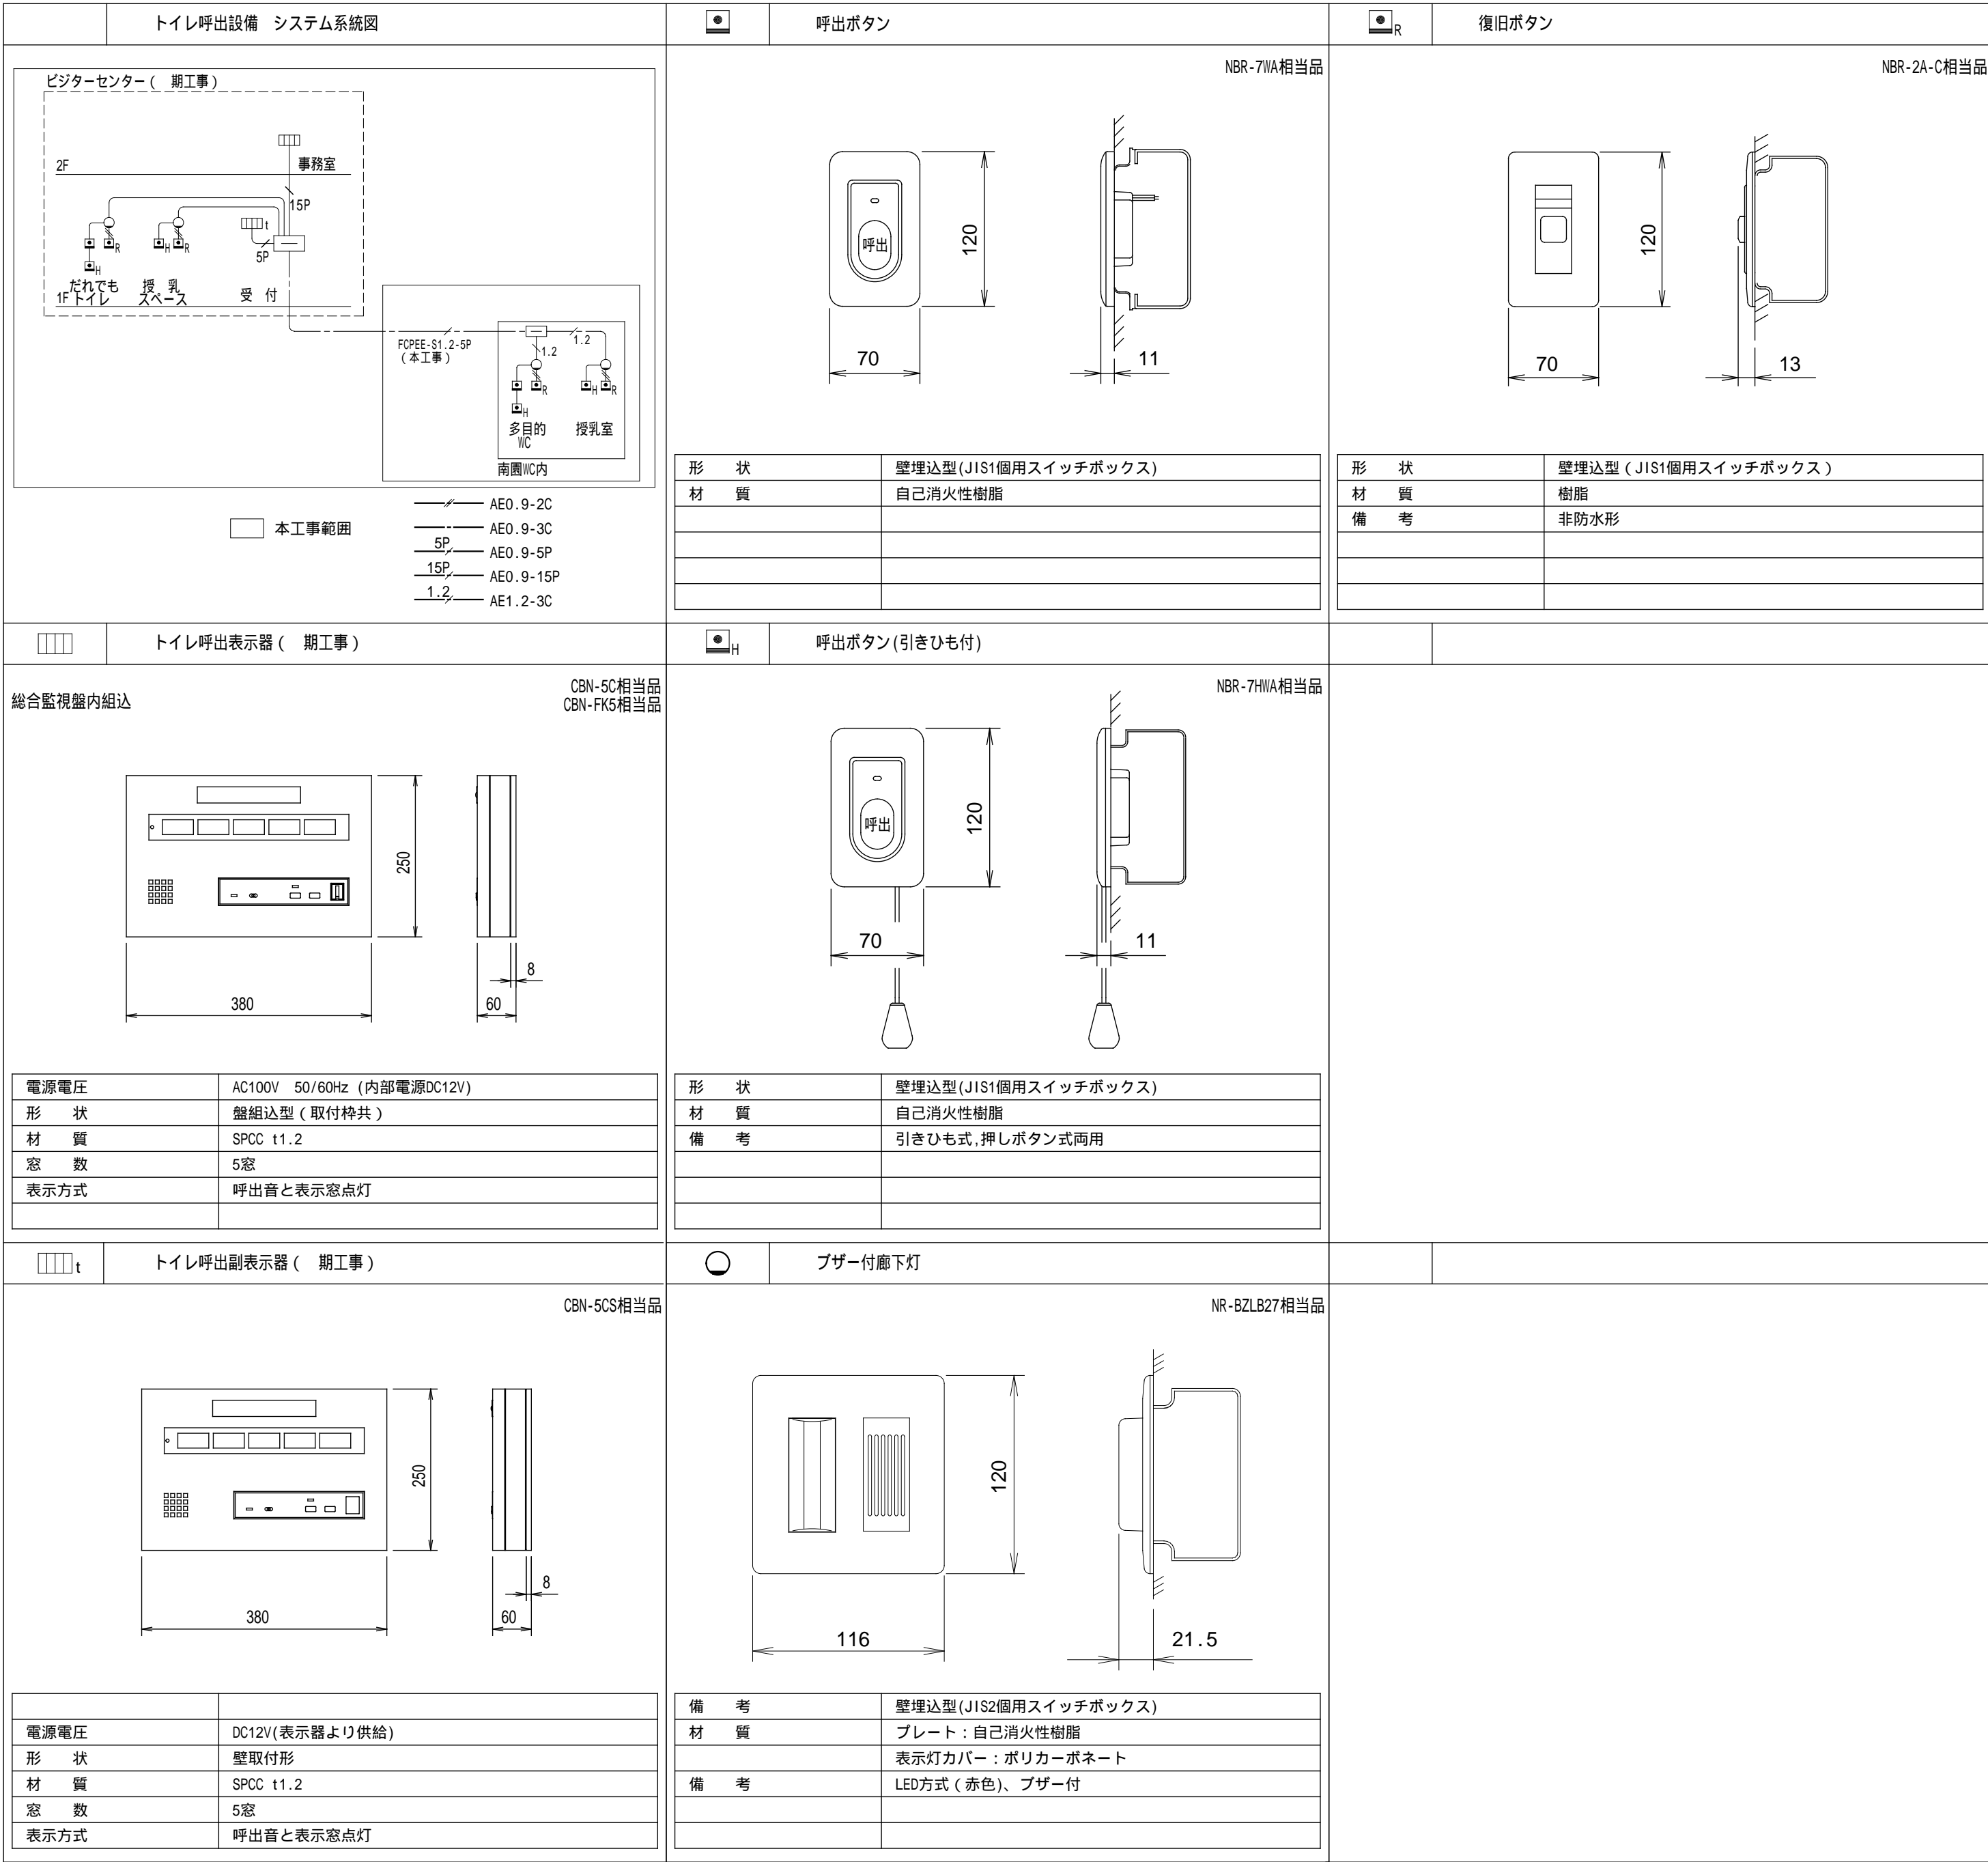 トイレ呼出設備　システム系統図
ビジターセンター（　期工事）
2F
事務室
15P
t
5P
R
H
R
H
だれでも
トイレ
授　乳
スペース
受　付
1F
FCPEE-S1.2-5P
（本工事）
1.2
1.2
R
H
R
H
多目的
WC
授乳室
南園WC内
本工事範囲
AE0.9-2C
AE0.9-3C
5P
AE0.9-5P
15P
AE0.9-15P
1.2
AE1.2-3C
呼出ボタン
NBR-7WA相当品
呼出
120
70
11
形　状　壁埋込型(JIS1個用スイッチボックス)
材　質　自己消火性樹脂
R
復旧ボタン
NBR-2A-C相当品
120
70
13
形　状　壁埋込型（JIS1個用スイッチボックス）
材　質　樹脂
備　考　非防水形
トイレ呼出表示器（　期工事）
総合監視盤内組込
CBN-5C相当品
CBN-FK5相当品
250
380
8
60
電源電圧　AC100V　50/60Hz (内部電源DC12V)
形　状　盤組込型（取付枠共）
材　質　SPCC t1.2
窓　数　5窓
表示方式　呼出音と表示窓点灯
H
呼出ボタン(引きひも付)
NBR-7HWA相当品
呼出
120
70
11
形　状　壁埋込型(JIS1個用スイッチボックス)
材　質　自己消火性樹脂
備　考　引きひも式,押しボタン式両用
t
トイレ呼出副表示器（　期工事）
CBN-5CS相当品
250
380
8
60
電源電圧　DC12V(表示器より供給)
形　状　壁取付形
材　質　SPCC t1.2
窓　数　5窓
表示方式　呼出音と表示窓点灯
ブザー付廊下灯
NR-BZLB27相当品
120
116
21.5
備　考　壁埋込型(JIS2個用スイッチボックス)
材　質　プレート：自己消火性樹脂
表示灯カバー：ポリカーボネート
備　考　LED方式（赤色)、ブザー付